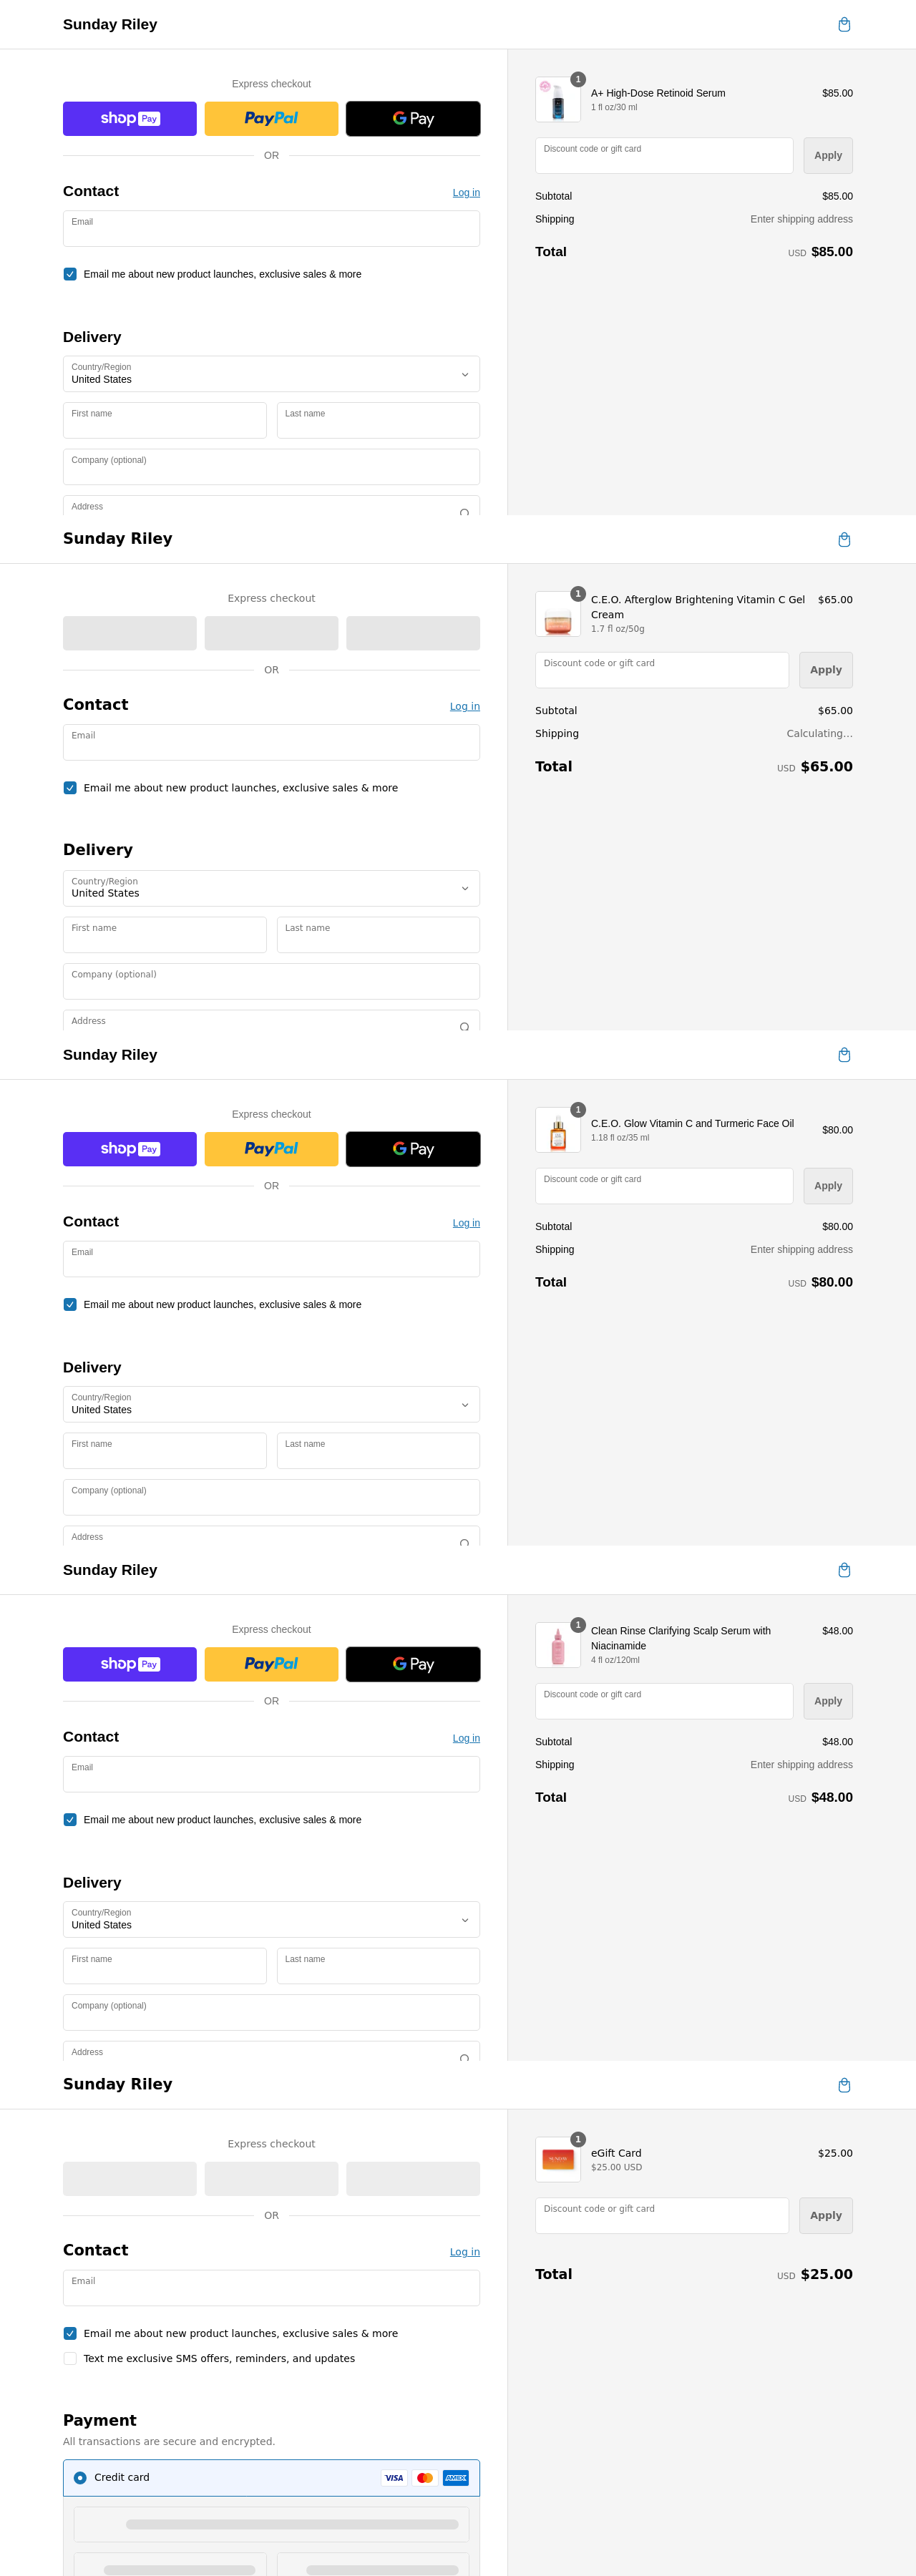 Sunday Riley
Express checkout
shop Pay
PayPal
G Pay
OR
Contact
Log in
Email
Email me about new product launches, exclusive sales & more
Delivery
Country/Region
United States
First name
Last name
Company (optional)
Address
1
A+ High-Dose Retinoid Serum
$85.00
1 fl oz/30 ml
Discount code or gift card
Apply
Subtotal
$85.00
Shipping
Enter shipping address
Total
USD $85.00
Sunday Riley
Express checkout
OR
Contact
Log in
Email
Email me about new product launches, exclusive sales & more
Delivery
Country/Region
United States
First name
Last name
Company (optional)
Address
1
C.E.O. Afterglow Brightening Vitamin C Gel
Cream
$65.00
1.7 fl oz/50g
Discount code or gift card
Apply
Subtotal
$65.00
Shipping
Calculating...
Total
USD $65.00
Sunday Riley
Express checkout
shop Pay
PayPal
G Pay
OR
Contact
Log in
Email
Email me about new product launches, exclusive sales & more
Delivery
Country/Region
United States
First name
Last name
Company (optional)
Address
1
C.E.O. Glow Vitamin C and Turmeric Face Oil
$80.00
1.18 fl oz/35 ml
Discount code or gift card
Apply
Subtotal
$80.00
Shipping
Enter shipping address
Total
USD $80.00
Sunday Riley
Express checkout
shop Pay
PayPal
G Pay
OR
Contact
Log in
Email
Email me about new product launches, exclusive sales & more
Delivery
Country/Region
United States
First name
Last name
Company (optional)
Address
1
Clean Rinse Clarifying Scalp Serum with
Niacinamide
$48.00
4 fl oz/120ml
Discount code or gift card
Apply
Subtotal
$48.00
Shipping
Enter shipping address
Total
USD $48.00
Sunday Riley
Express checkout
OR
Contact
Log in
Email
Email me about new product launches, exclusive sales & more
Text me exclusive SMS offers, reminders, and updates
Payment
All transactions are secure and encrypted.
Credit card
VISA
AMEX
1
eGift Card
$25.00
$25.00 USD
Discount code or gift card
Apply
Total
USD $25.00